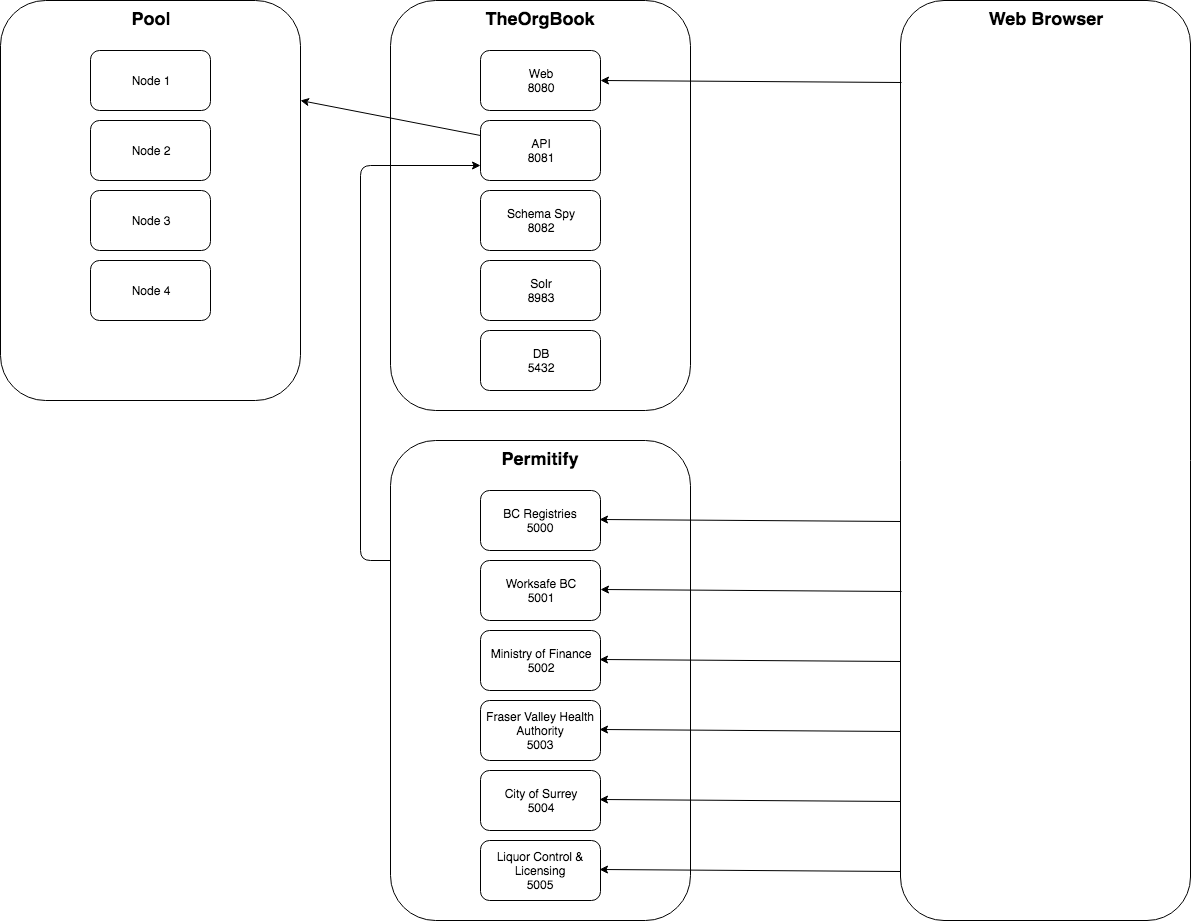 Pool
Node 1
Node 2
Node 3
Node 4
TheOrgBook
Web
8080
API
8081
Schema Spy
8082
Solr
8983
DB
5432
Permitify
BC Registries
5000
Worksafe BC
5001
Ministry of Finance
5002
Fraser Valley Health
Authority
5003
City of Surrey
5004
Liquor Control &
Licensing
5005
Web Browser